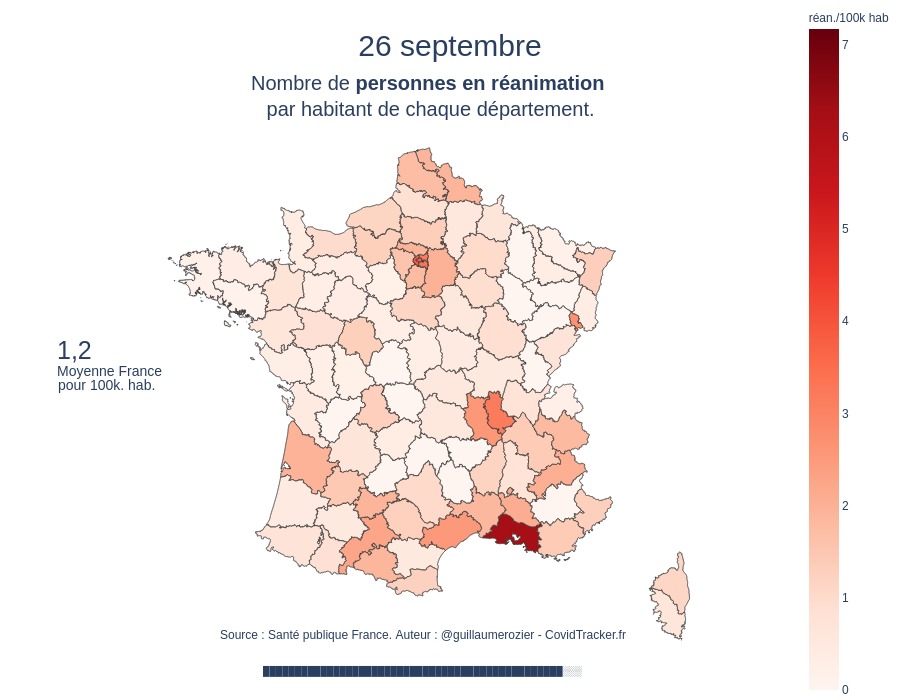 réan./100k hab
26 septembre
Nombre de personnes en réanimation
par habitant de chaque département.
7
6
5
4
3
2
1
0
1,2
Moyenne France
pour 100k. hab.
Source : Santé publique France. Auteur : @guillaumerozier - CovidTracker.fr